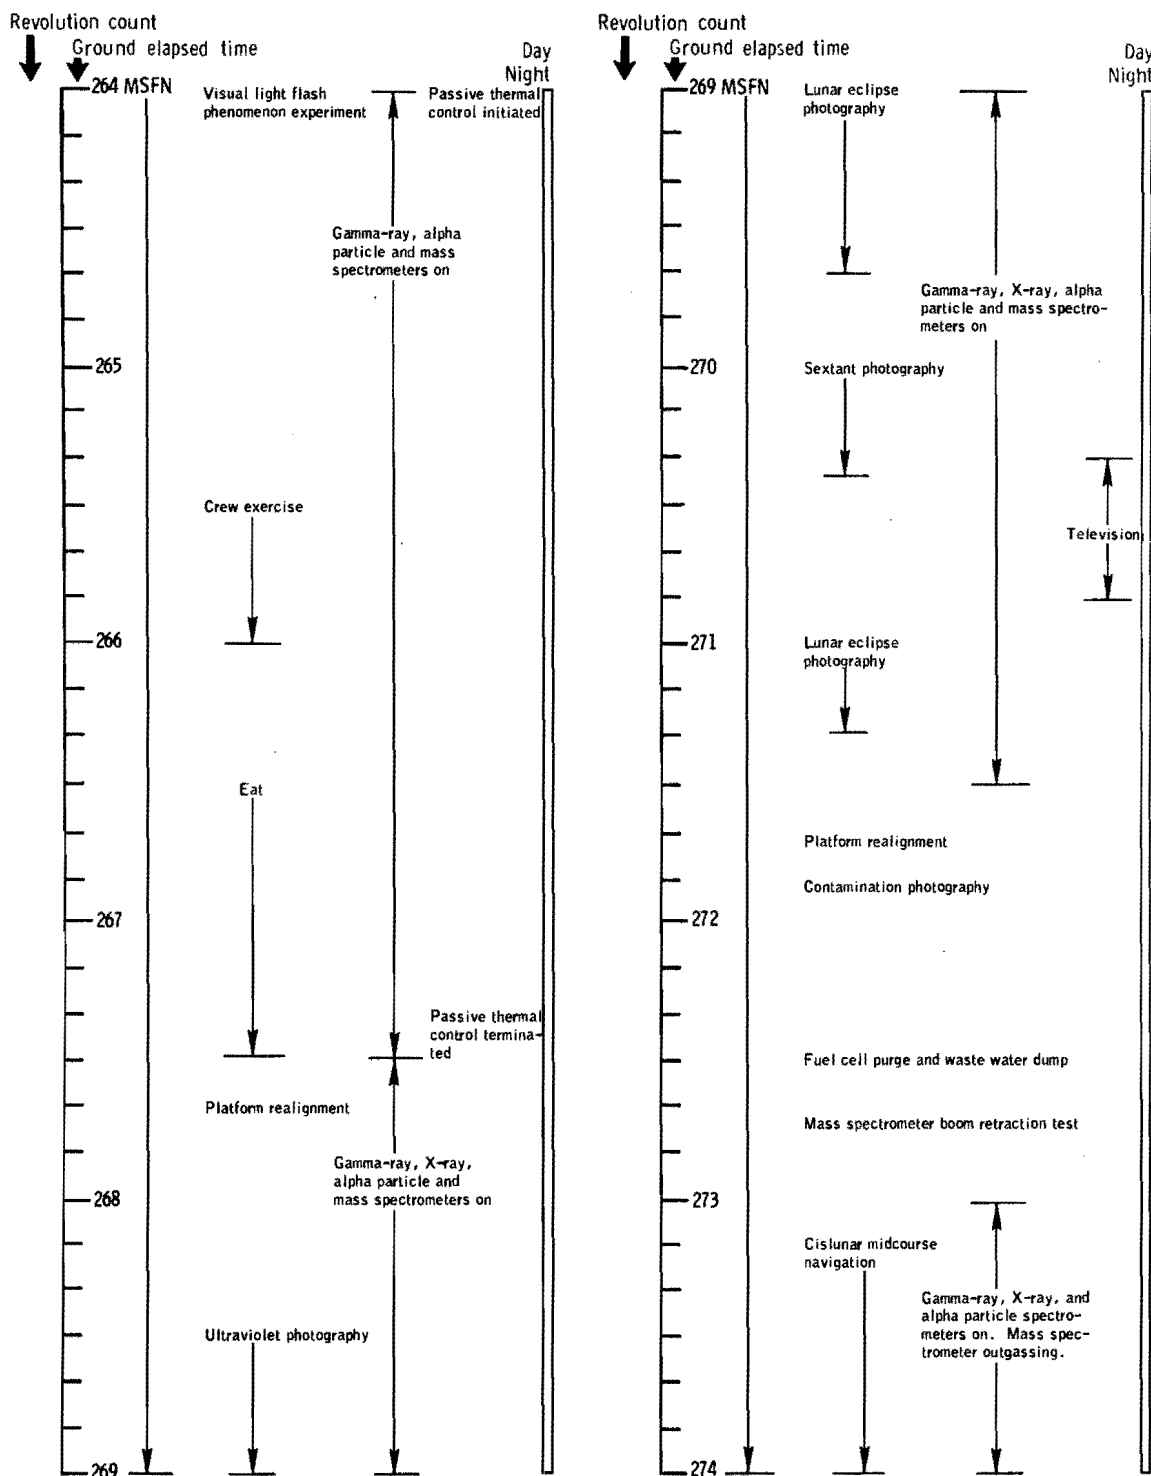 Revolution count
Ground elapsed time
Day
Night
264 MSFN
Visual light flash
phenomenon experiment
Passive thermal
control initiated
Gamma-ray, alpha
particle and mass
spectrometers on
265
Crew exercise
266
Eat
267
Passive thermal
control termina-
ted
Platform realignment
Gamma-ray, X-ray,
alpha particle and
mass spectrometers on
268
Ultraviolet photography
269
Revolution count
Ground elapsed time
Day
Night
269 MSFN
Lunar eclipse
photography
Gamma-ray, X-ray, alpha
particle and mass spectro-
meters on
270
Sextant photography
Television
271
Lunar eclipse
photography
Platform realignment
Contamination photography
272
Fuel cell purge and waste water dump
Mass spectrometer boom retraction test
273
Cislunar midcourse
navigation
Gamma-ray, X-ray, and
alpha particle spectro-
meters on. Mass spec-
trometer outgassing.
274